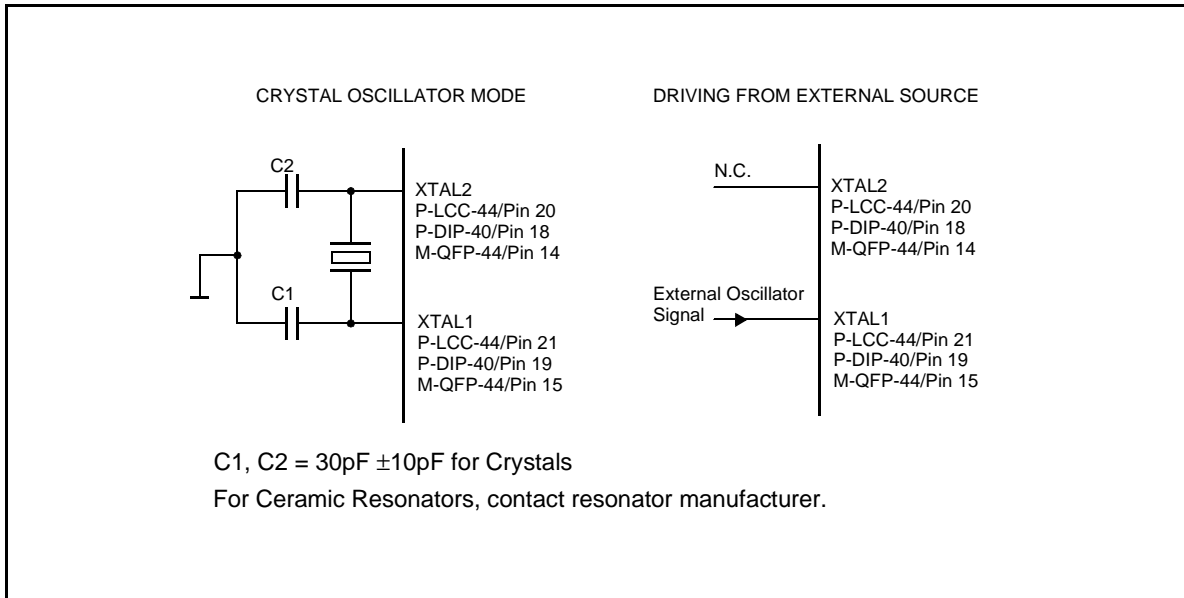 CRYSTAL OSCILLATOR MODE
C2
XTAL2
P-LCC-44/Pin 20
P-DIP-40/Pin 18
M-QFP-44/Pin 14
C1
XTAL1
P-LCC-44/Pin 21
P-DIP-40/Pin 19
M-QFP-44/Pin 15
DRIVING FROM EXTERNAL SOURCE
N.C.
XTAL2
P-LCC-44/Pin 20
P-DIP-40/Pin 18
M-QFP-44/Pin 14
External Oscillator
Signal
XTAL1
P-LCC-44/Pin 21
P-DIP-40/Pin 19
M-QFP-44/Pin 15
C1, C2 = 30pF ±10pF for Crystals
For Ceramic Resonators, contact resonator manufacturer.